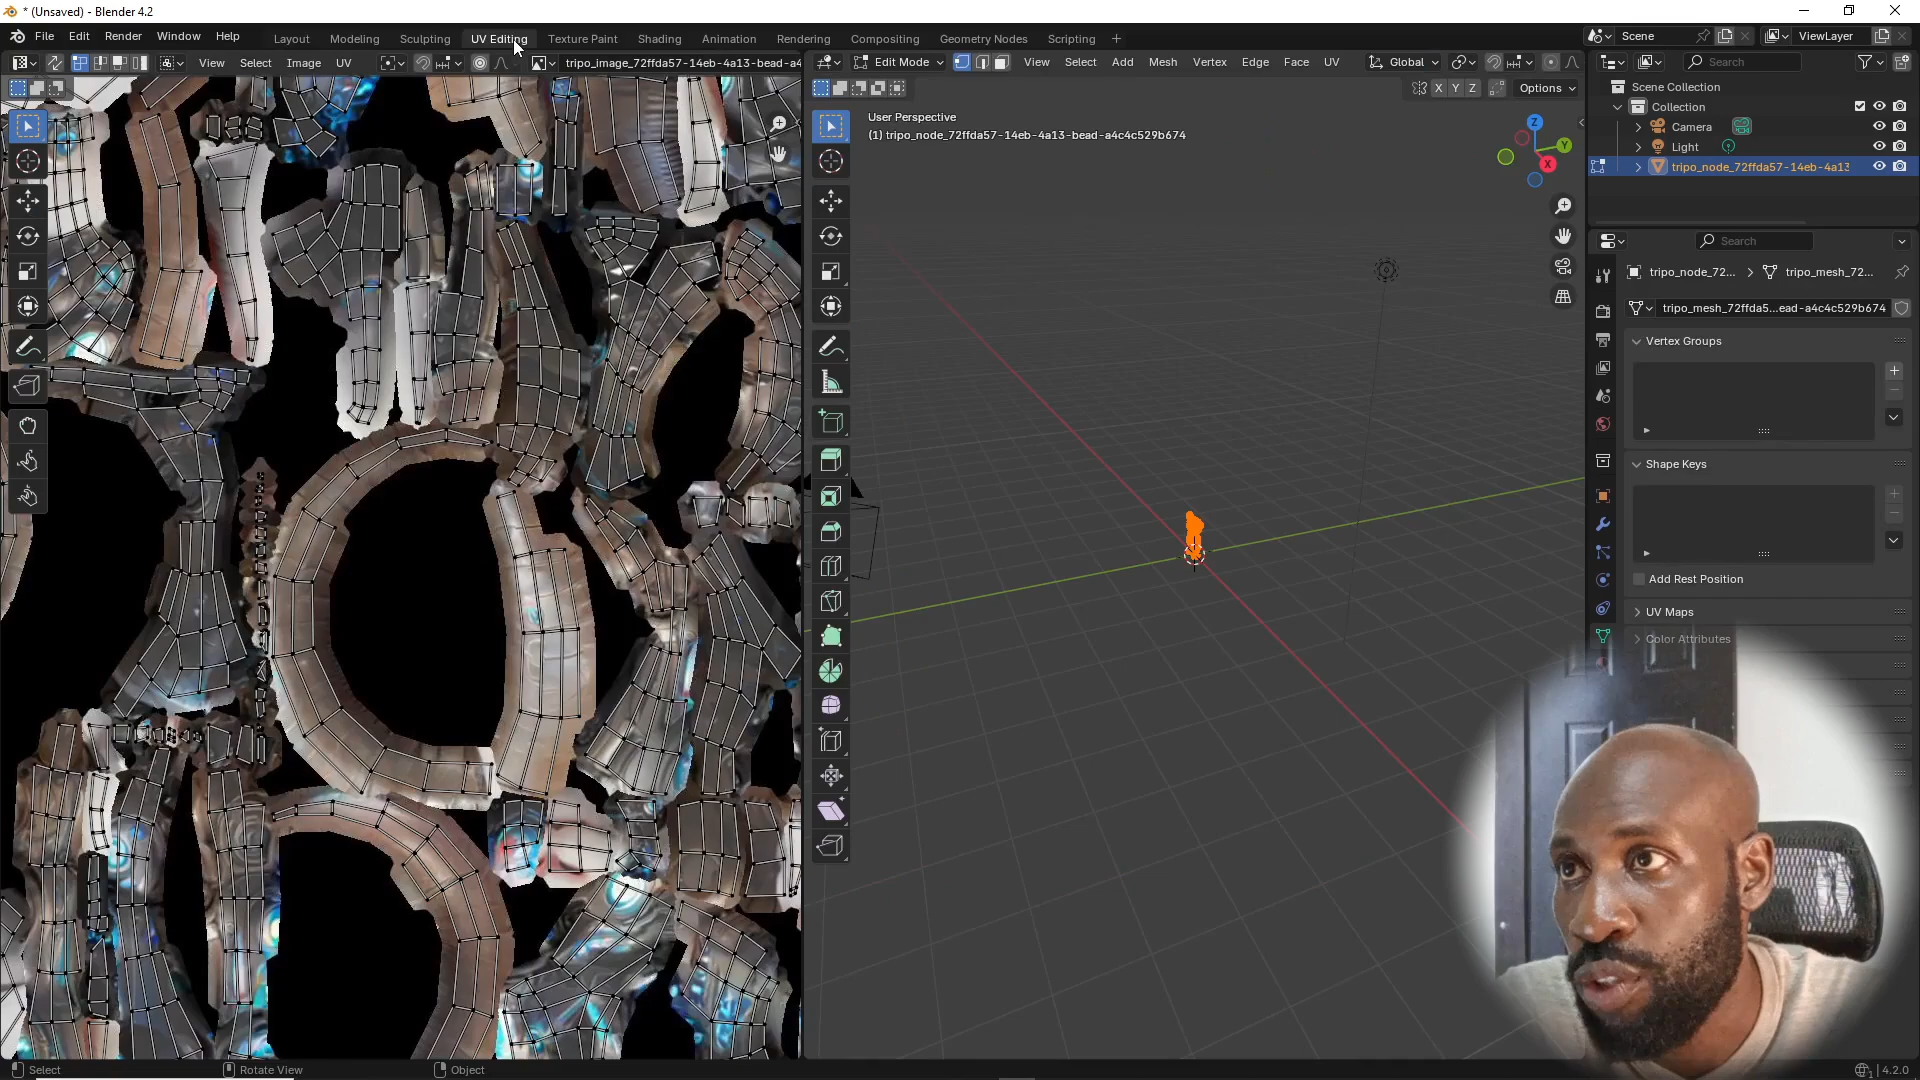 * (Unsaved) - Blender 4.2
File Edit Render Window Help
Layout Modeling Sculpting UV Editing Texture Paint Shading Animation Rendering Compositing Geometry Nodes Scripting +
Scene
ViewLayer
View Select Image UV
tripo_image_72ffda57-14eb-4a13-bead-a4
Edit Mode
View Select Add Mesh Vertex Edge Face UV
Global
Search
X Y Z
Options
User Perspective
(1) tripo_node_72ffda57-14eb-4a13-bead-a4c4c529b674
Z
Y
X
Scene Collection
Collection
Camera
Light
tripo_node_72ffda57-14eb-4a13
Search
tripo_node_72... > tripo_mesh_72...
tripo_mesh_72ffda5...ead-a4c4c529b674
Vertex Groups
Shape Keys
Add Rest Position
UV Maps
Color Attributes
Select
Rotate View
Object
4.2.0